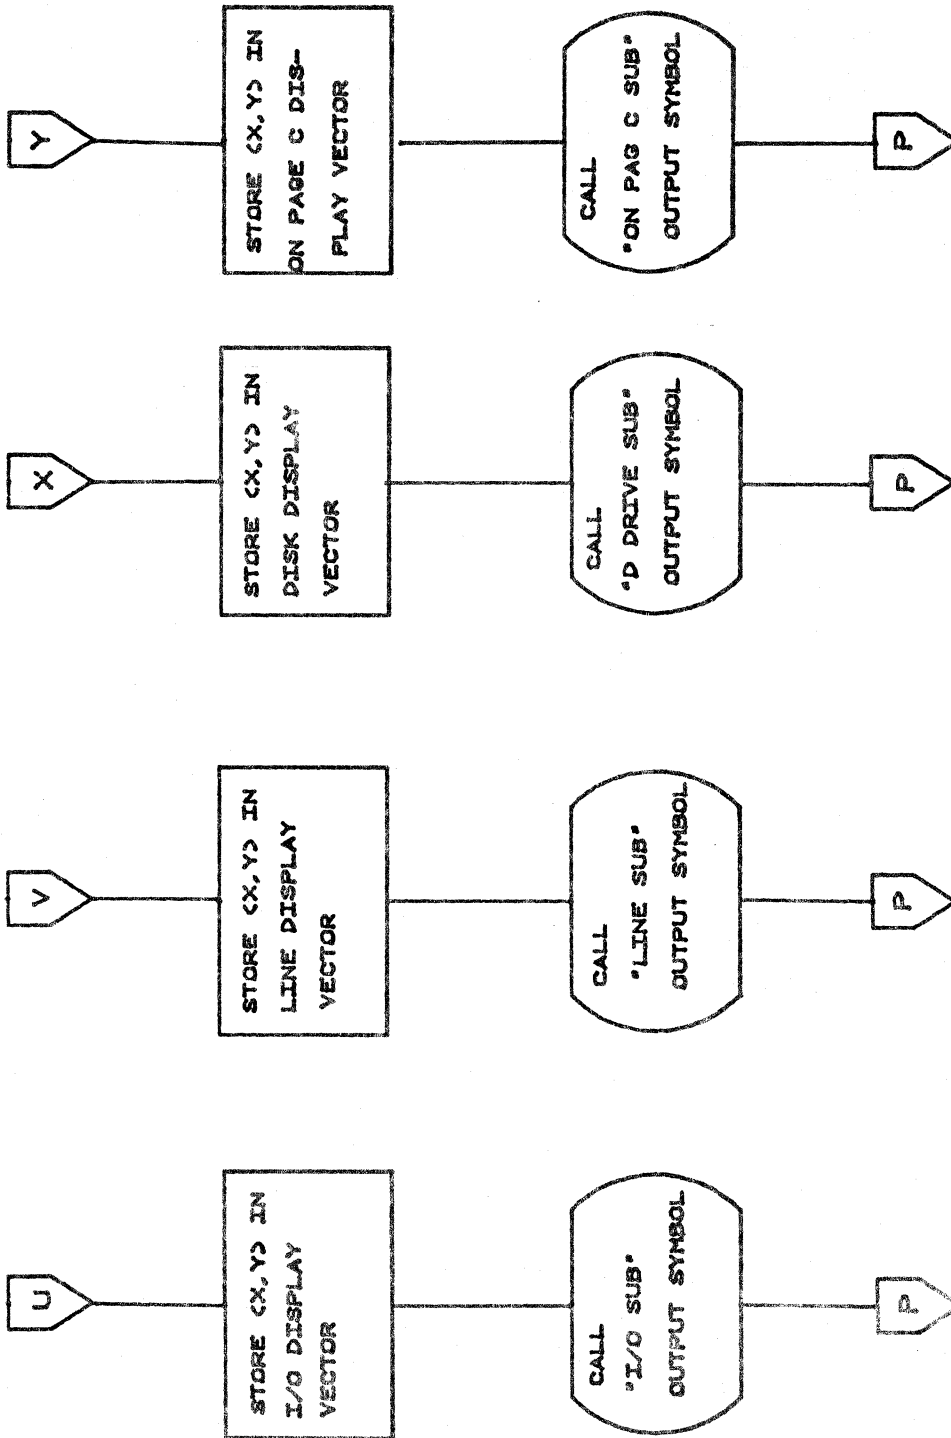 U
STORE <X,Y> IN
I/O DISPLAY
VECTOR
CALL
"I/O SUB"
OUTPUT SYMBOL
P
V
STORE <X,Y> IN
LINE DISPLAY
VECTOR
CALL
"LINE SUB"
OUTPUT SYMBOL
P
X
STORE <X,Y> IN
DISK DISPLAY
VECTOR
CALL
"D DRIVE SUB"
OUTPUT SYMBOL
P
Y
STORE <X,Y> IN
ON PAGE C DIS-
PLAY VECTOR
CALL
"ON PAG C SUB"
OUTPUT SYMBOL
P